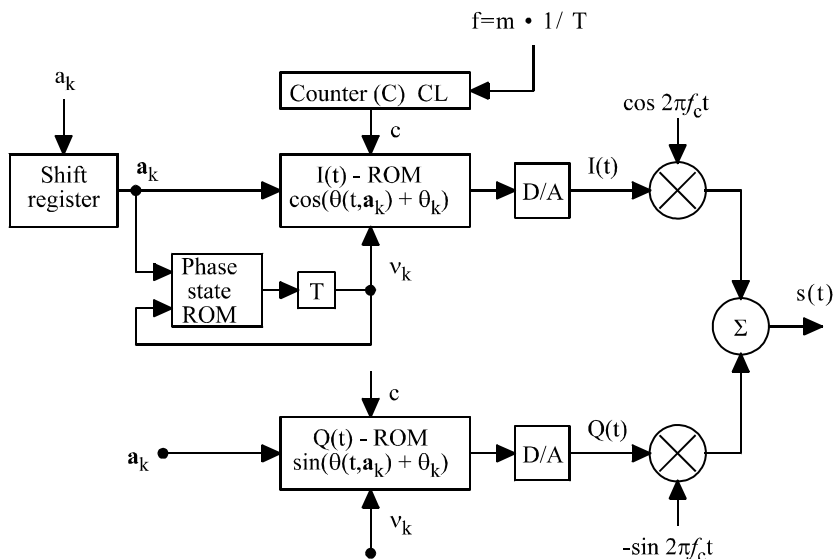 f=m • 1/ T
a_k
Counter (C) CL
c
cos 2πf_ct
Shift
register
a_k
I(t) - ROM
cos(θ(t,a_k) + θ_k)
D/A
I(t)
Phase
state
ROM
T
ν_k
s(t)
Σ
c
a_k
Q(t) - ROM
sin(θ(t,a_k) + θ_k)
D/A
Q(t)
ν_k
-sin 2πf_ct